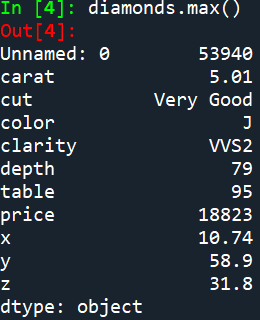 In [4]: diamonds.max()
Out[4]:
Unnamed: 0 53940
carat 5.01
cut Very Good
color J
clarity VVS2
depth 79
table 95
price 18823
x 10.74
y 58.9
z 31.8
dtype: object